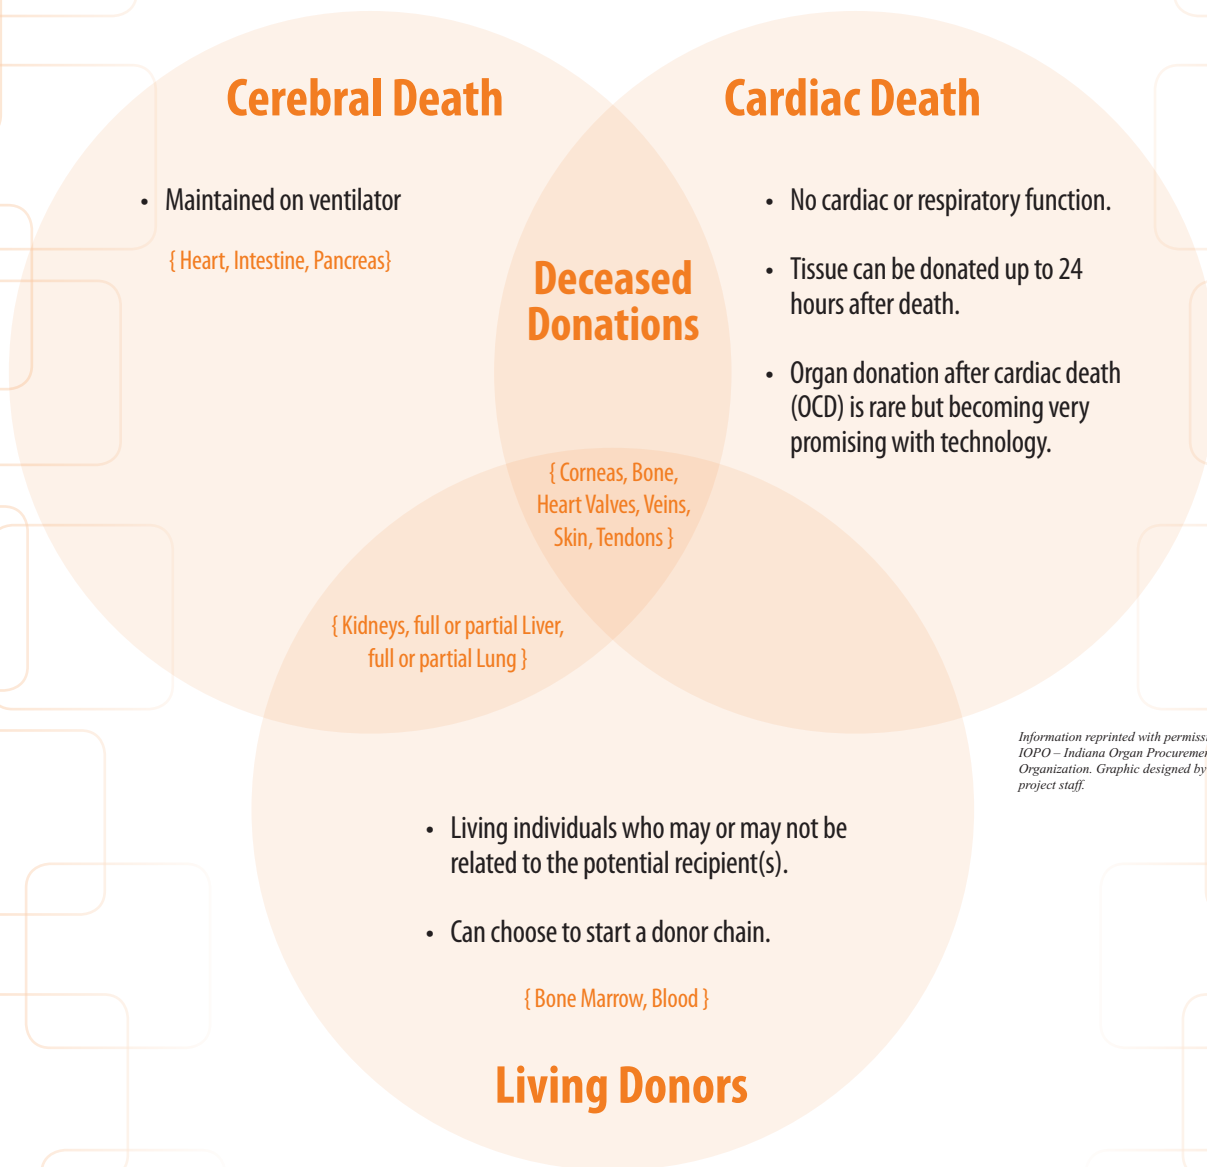 Cerebral Death
• Maintained on ventilator
{ Heart, Intestine, Pancreas}
Cardiac Death
• No cardiac or respiratory function.
• Tissue can be donated up to 24
hours after death.
• Organ donation after cardiac death
(OCD) is rare but becoming very
promising with technology.
Deceased
Donations
{ Corneas, Bone,
Heart Valves, Veins,
Skin, Tendons }
{ Kidneys, full or partial Liver,
full or partial Lung }
Information reprinted with
IOPO – Indiana Organ
Organization. Graphic designed by
project staff.
• Living individuals who may or may not be
related to the potential recipient(s).
• Can choose to start a donor chain.
{ Bone Marrow, Blood }
Living Donors